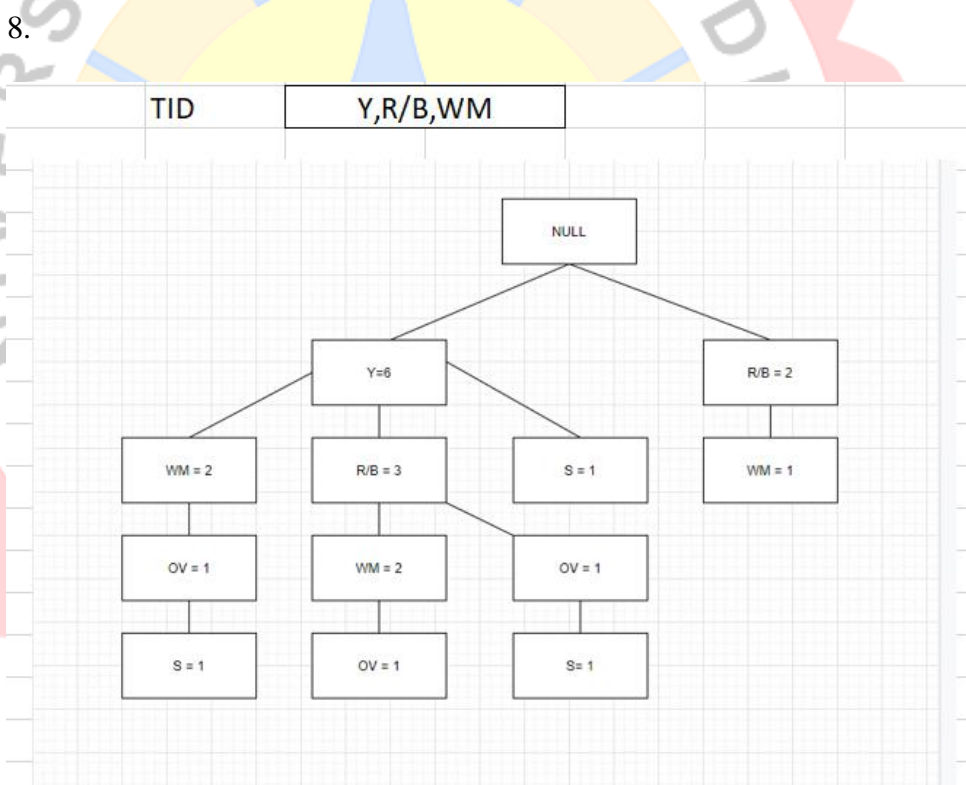 8.
TID Y,R/B,WM
NULL
Y=6 R/B = 2
WM = 2 R/B = 3 S = 1 WM = 1
OV = 1 WM = 2 OV = 1
S = 1 OV = 1 S= 1